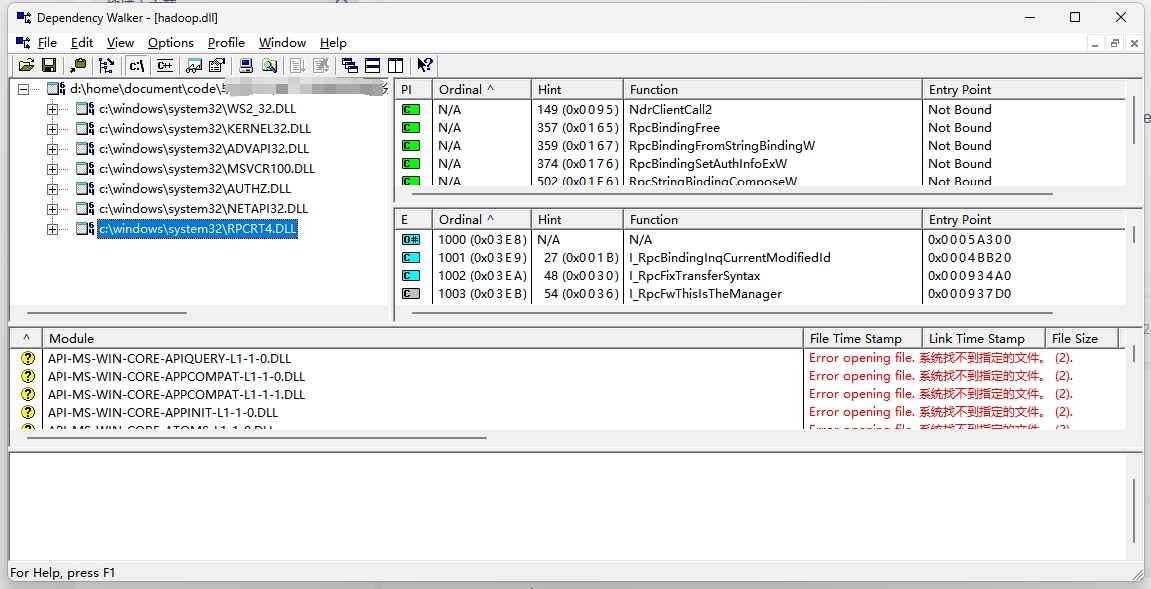 Dependency Walker - [hadoop.dll]
File Edit View Options Profile Window Help
c:\ C++
d:\home\document\code\
c:\windows\system32\WS2_32.DLL
c:\windows\system32\KERNEL32.DLL
c:\windows\system32\ADVAPI32.DLL
c:\windows\system32\MSVCR100.DLL
c:\windows\system32\AUTHZ.DLL
c:\windows\system32\NETAPI32.DLL
c:\windows\system32\RPCRT4.DLL
PI Ordinal ^ Hint Function Entry Point
C N/A 149 (0x0095) NdrClientCall2 Not Bound
C N/A 357 (0x0165) RpcBindingFree Not Bound
C N/A 359 (0x0167) RpcBindingFromStringBindingW Not Bound
C N/A 374 (0x0176) RpcBindingSetAuthInfoExW Not Bound
C N/A 502 (0x01F6) RpcStringBindingComposeW Not Bound
E Ordinal ^ Hint Function Entry Point
O# 1000 (0x03E8) N/A N/A 0x0005A300
C 1001 (0x03E9) 27 (0x001B) I_RpcBindingInqCurrentModifiedId 0x0004BB20
C 1002 (0x03EA) 48 (0x0030) I_RpcFixTransferSyntax 0x000934A0
C 1003 (0x03EB) 54 (0x0036) I_RpcFwThisIsTheManager 0x000937D0
^ Module File Time Stamp Link Time Stamp File Size
? API-MS-WIN-CORE-APIQUERY-L1-1-0.DLL Error opening file. 系统找不到指定的文件。 (2).
? API-MS-WIN-CORE-APPCOMPAT-L1-1-0.DLL Error opening file. 系统找不到指定的文件。 (2).
? API-MS-WIN-CORE-APPCOMPAT-L1-1-1.DLL Error opening file. 系统找不到指定的文件。 (2).
? API-MS-WIN-CORE-APPINIT-L1-1-0.DLL Error opening file. 系统找不到指定的文件。 (2).
? API-MS-WIN-CORE-ATOMS-L1-1-0.DLL Error opening file. 系统找不到指定的文件。 (2).
For Help, press F1